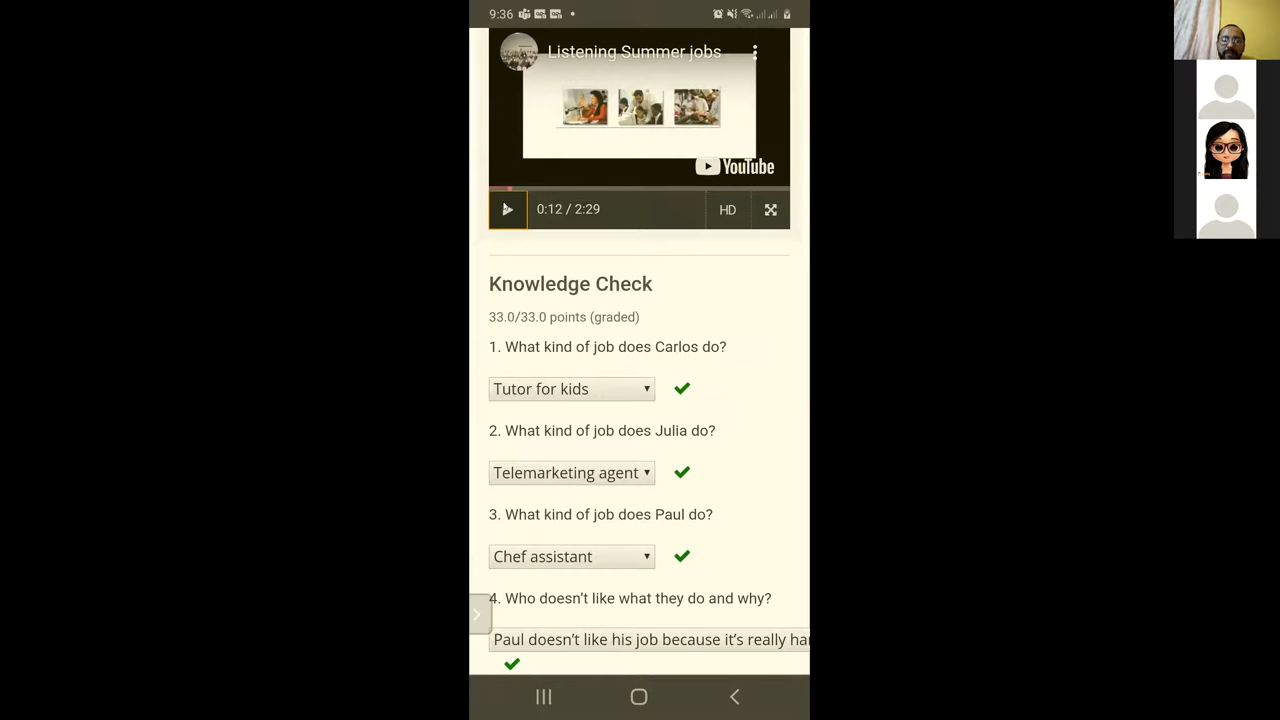 9:36
Listening Summer jobs
YouTube
0:12 / 2:29
HD
Knowledge Check
33.0/33.0 points (graded)
1. What kind of job does Carlos do?
Tutor for kids
2. What kind of job does Julia do?
Telemarketing agent
3. What kind of job does Paul do?
Chef assistant
4. Who doesn't like what they do and why?
Paul doesn't like his job because it's really har